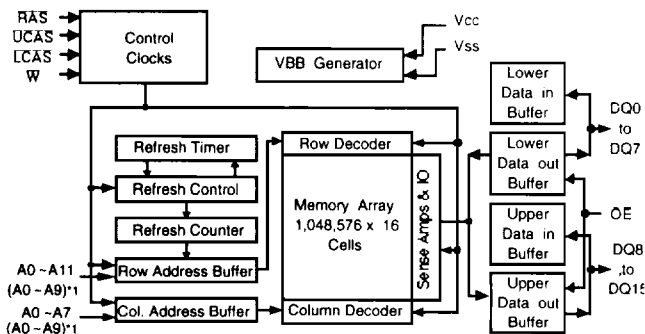 RAS
UCAS
LCAS
W
Control
Clocks
VBB Generator
Vcc
Vss
Lower
Data in
Buffer
DQ0
to
DQ7
Refresh Timer
Refresh Control
Refresh Counter
Row Address Buffer
Col. Address Buffer
A0 ~ A11
(A0 ~ A9)*1
A0 ~ A7
(A0 ~ A9)*1
Row Decoder
Memory Array
1,048,576 x 16
Cells
Column Decoder
Sense Amps & IO
Lower
Data out
Buffer
OE
Upper
Data in
Buffer
DQ8
,to
DQ15
Upper
Data out
Buffer